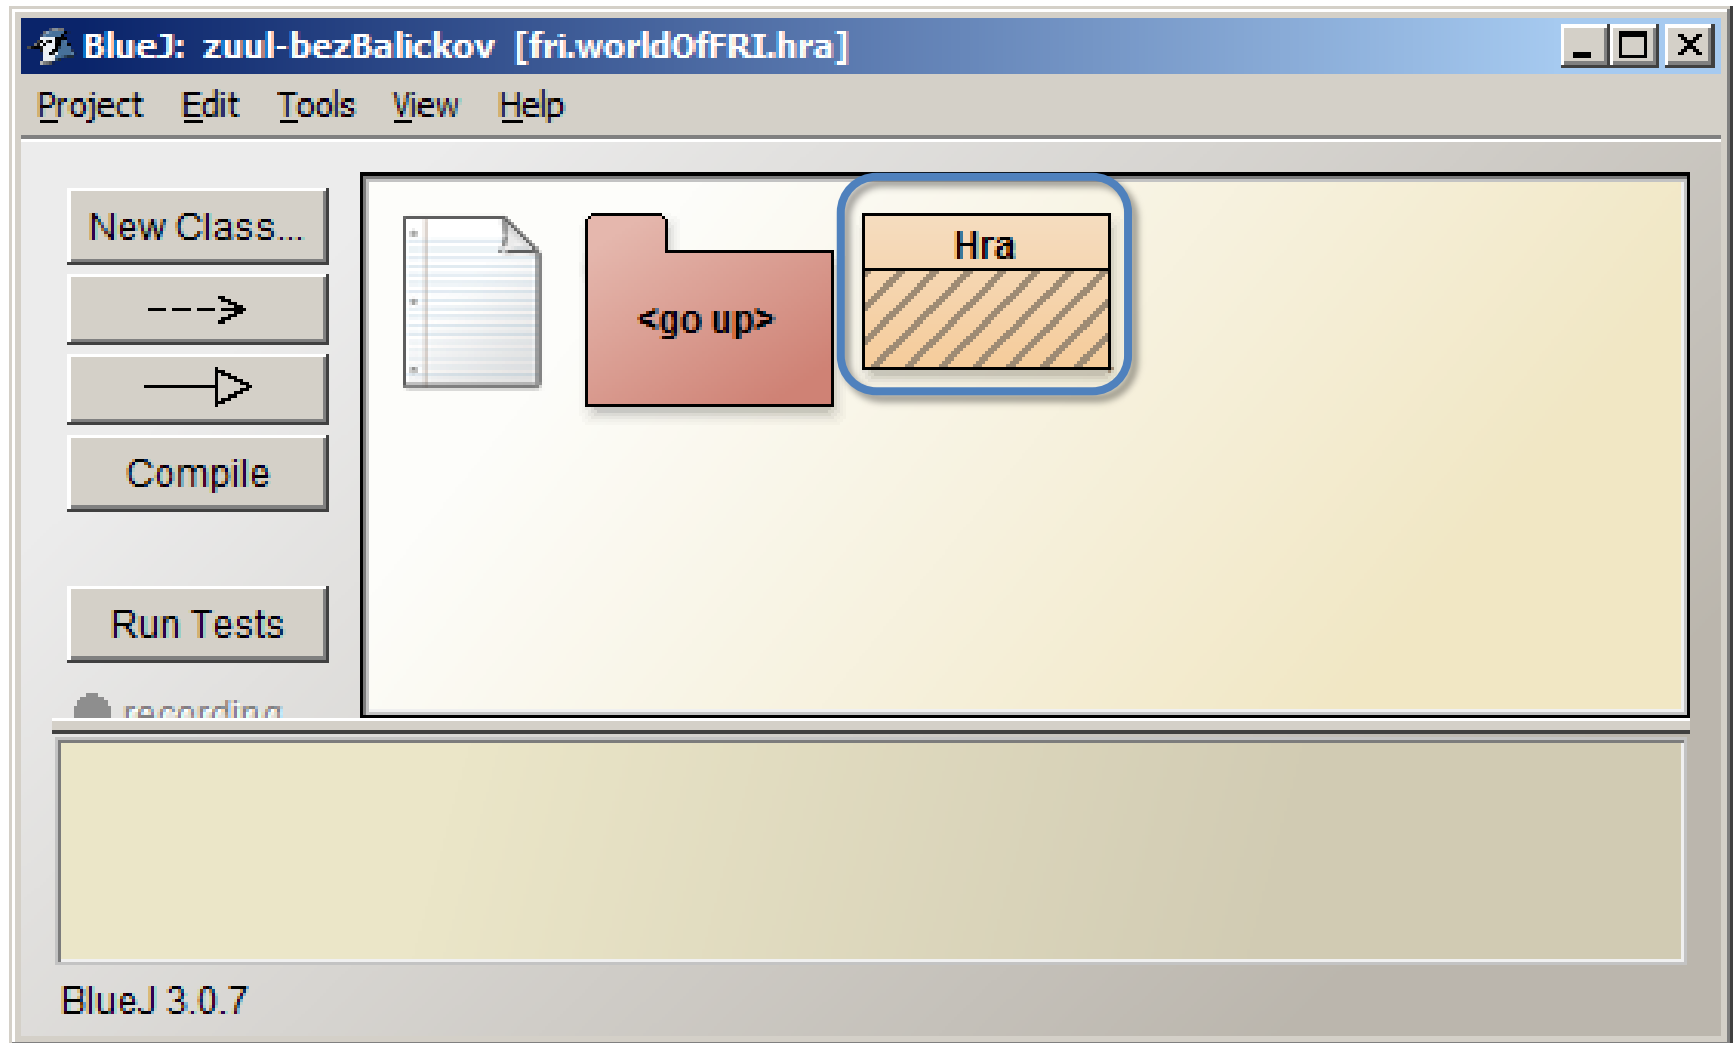 BlueJ: zuul-bezBalickov [fri.worldOfFRI.hra]
Project Edit Tools View Help
New Class...
Compile
Run Tests
recording
<go up>
Hra
BlueJ 3.0.7